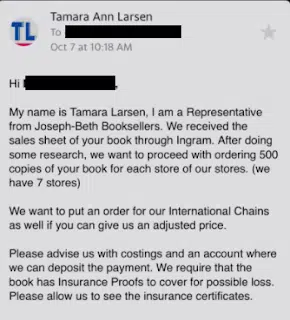 Tamara Ann Larsen
TL
To
Oct 7 at 10:18 AM
Hi
,
My name is Tamara Larsen, I am a Representative
from Joseph-Beth Booksellers. We received the
sales sheet of your book through Ingram. After doing
some research, we want to proceed with ordering 500
copies of your book for each store of our stores. (we
have 7 stores)
We want to put an order for our International Chains
as well if you can give us an adjusted price.
Please advise us with costings and an account where
we can deposit the payment. We require that the
book has Insurance Proofs to cover for possible loss.
Please allow us to see the insurance certificates.